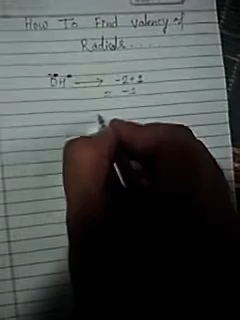 How To Find valency of
Radicals....
OH → -2+1
= -1